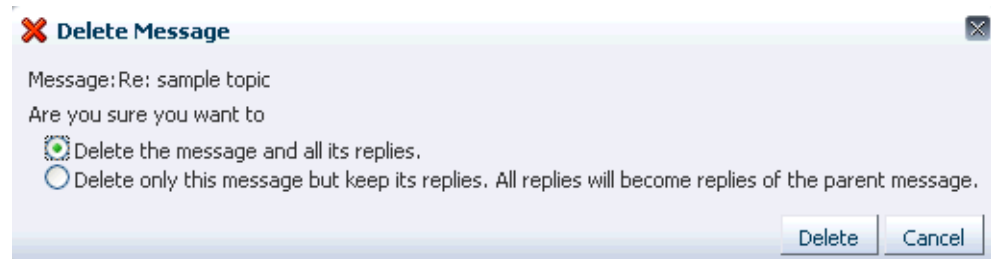 Delete Message
Message:Re: sample topic
Are you sure you want to
Delete the message and all its replies.
Delete only this message but keep its replies. All replies will become replies of the parent message.
Delete Cancel